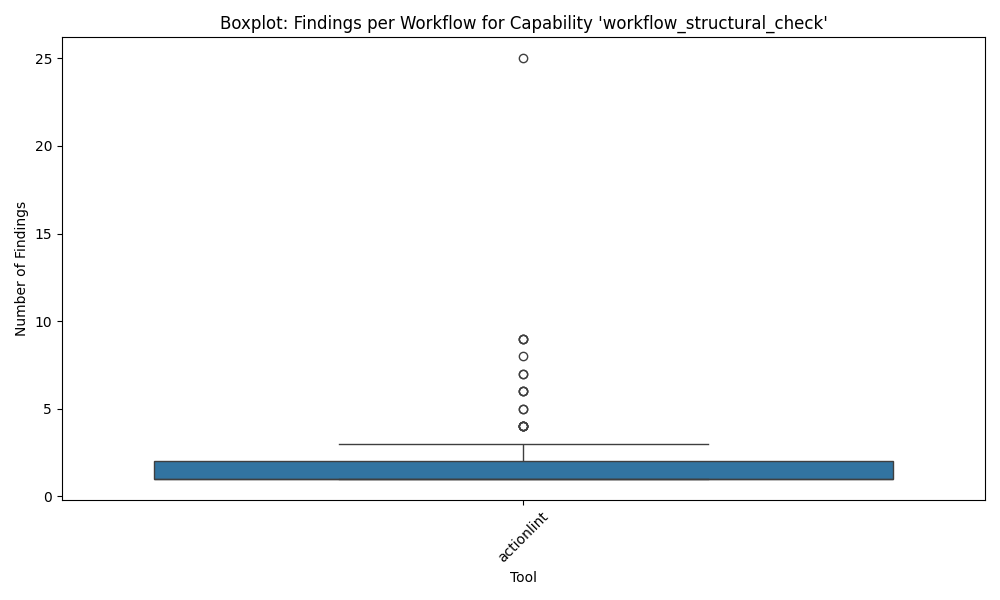 Boxplot: Findings per Workflow for Capability 'workflow_structural_check'
25
20
15
10
5
0
Number of Findings
actionlint
Tool